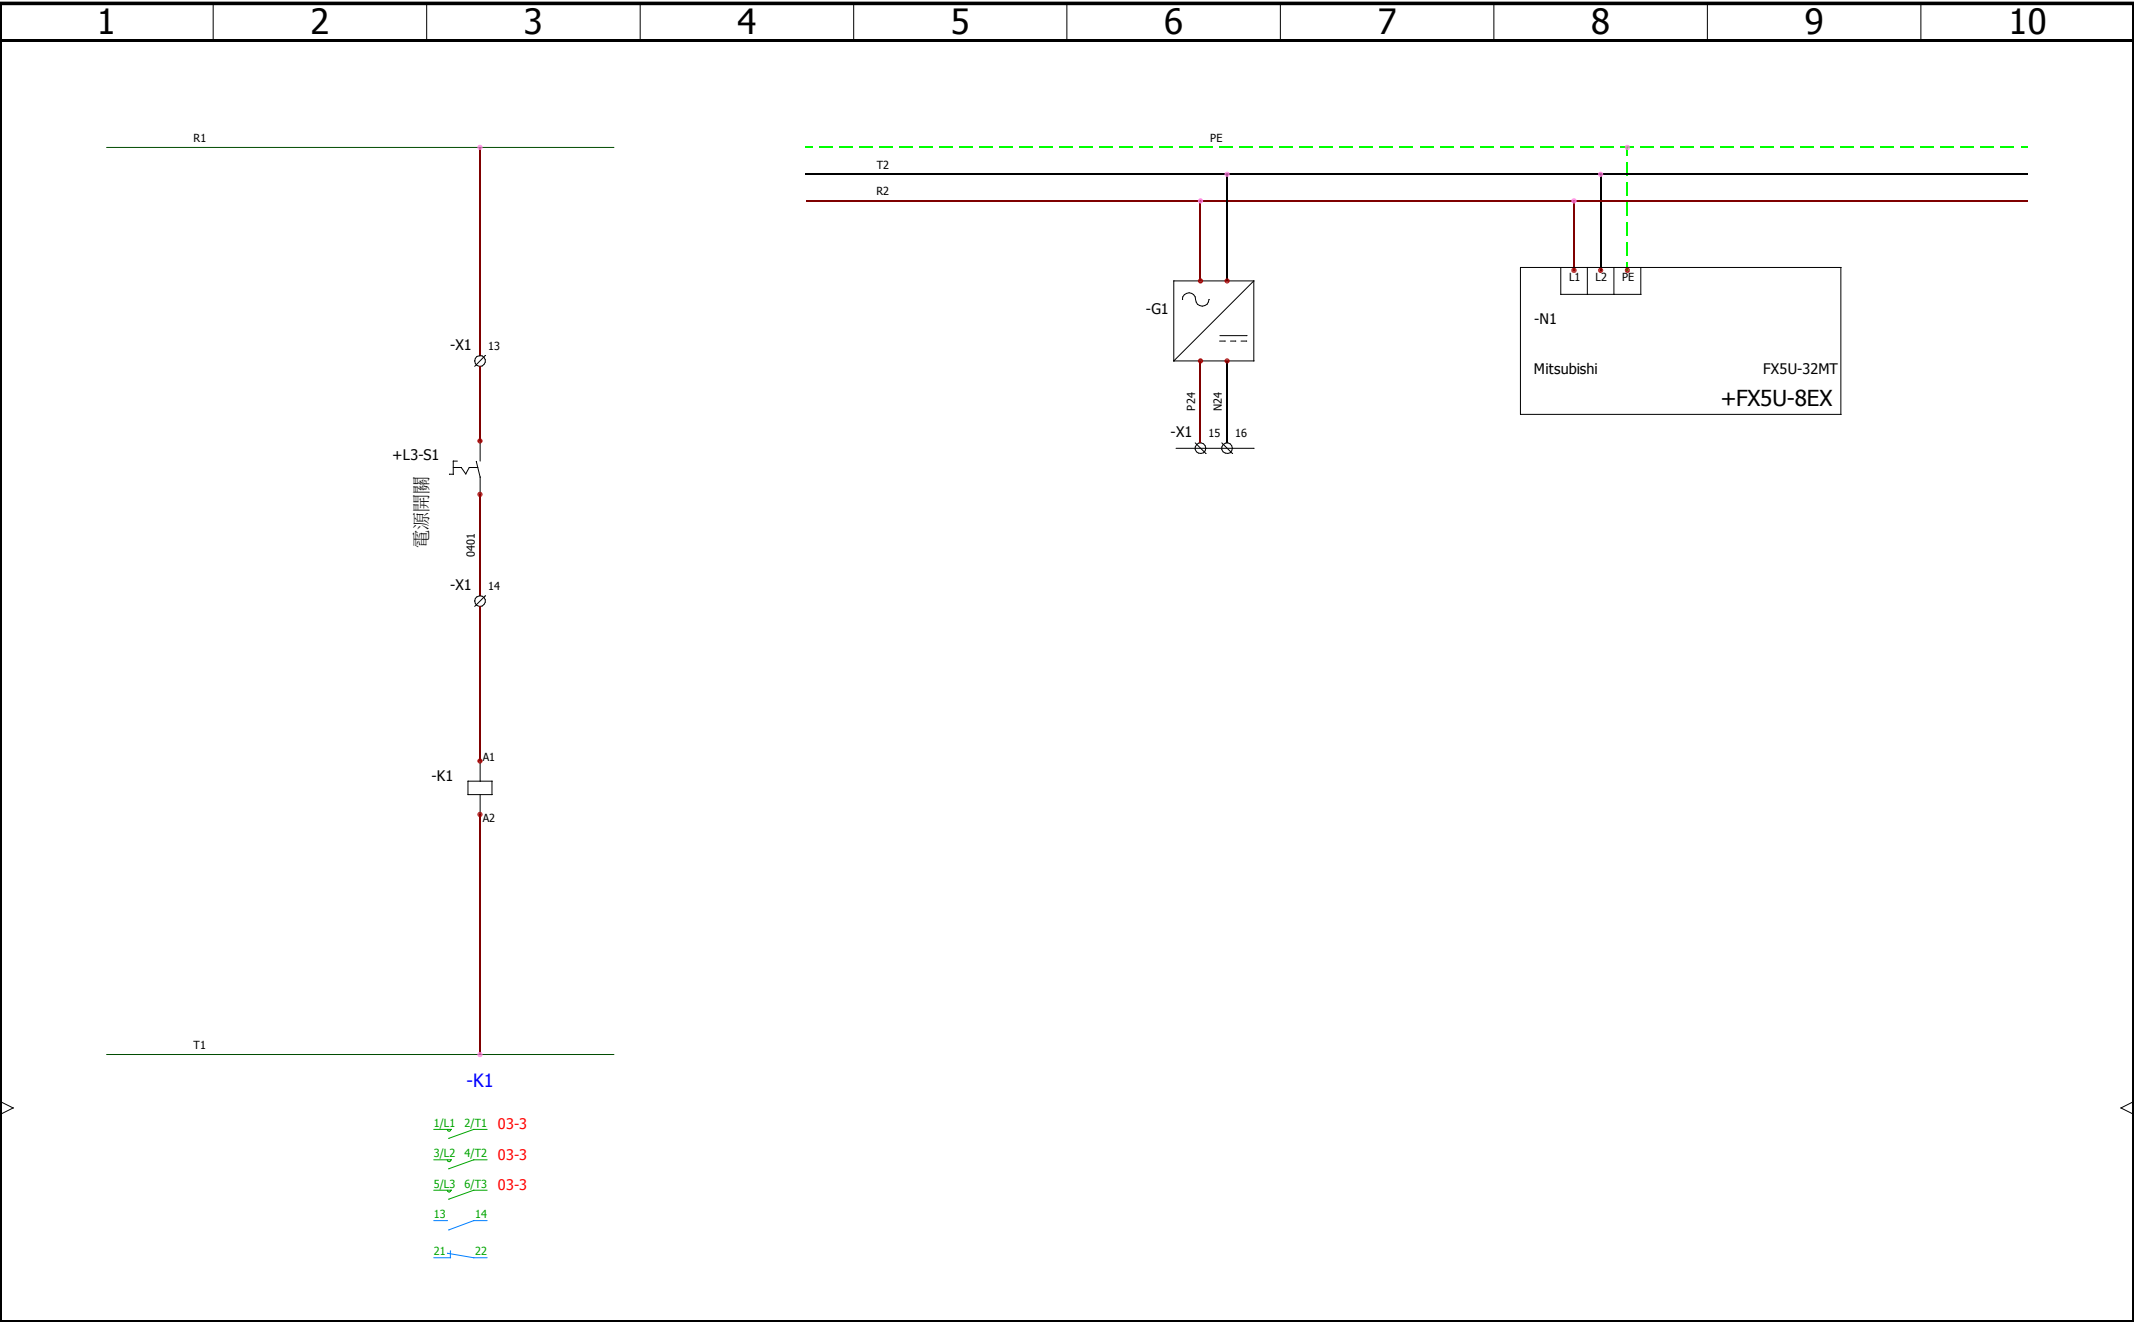 1 2 3 4 5 6 7 8 9 10
R1
PE
T2
R2
L1 L2 PE
-G1
-N1
-X1 13
Mitsubishi FX5U-32MT
+FX5U-8EX
P24 N24
-X1 15 16
+L3-S1
電源開關
0401
-X1 14
A1
-K1
A2
T1
-K1
1/L1 2/T1 03-3
3/L2 4/T2 03-3
5/L3 6/T3 03-3
13 14
21 22